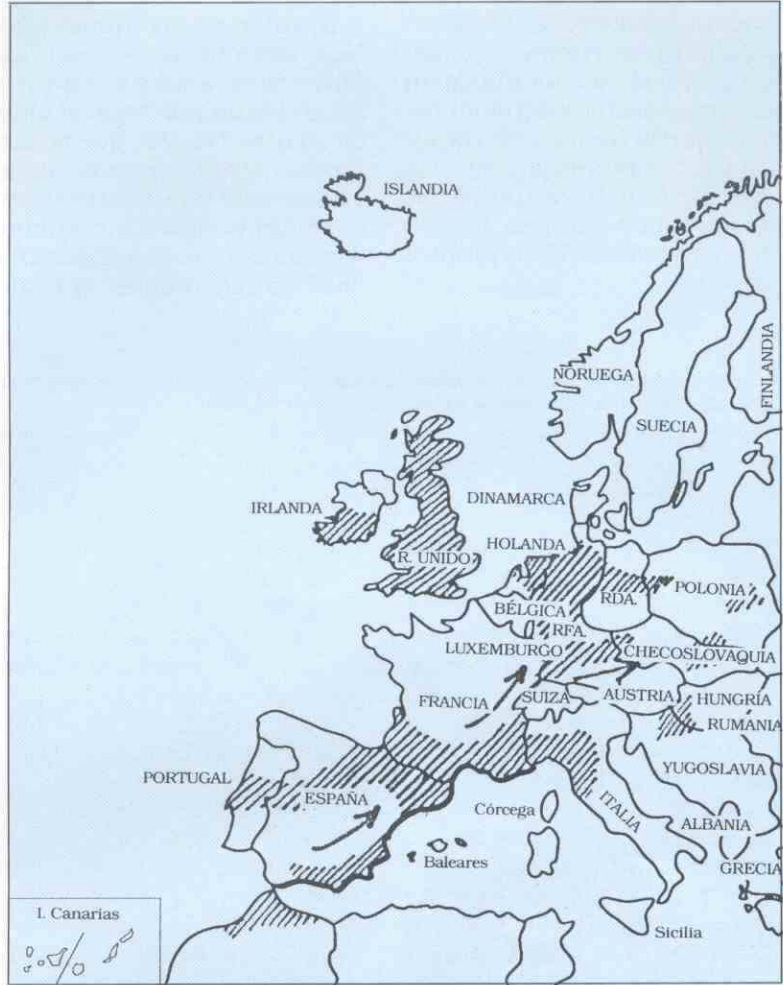 ISLANDIA
NORUEGA
FINLANDIA
SUECIA
DINAMARCA
IRLANDA
HOLANDA
R. UNIDO
POLONIA
RDA.
BÉLGICA
RFA.
LUXEMBURGO
CHECOSLOVAQUIA
FRANCIA
SUIZA
AUSTRIA
HUNGRÍA
RUMANIA
PORTUGAL
YUGOSLAVIA
ESPAÑA
ITALIA
Córcega
ALBANIA
Baleares
GRECIA
I. Canarias
Sicilia